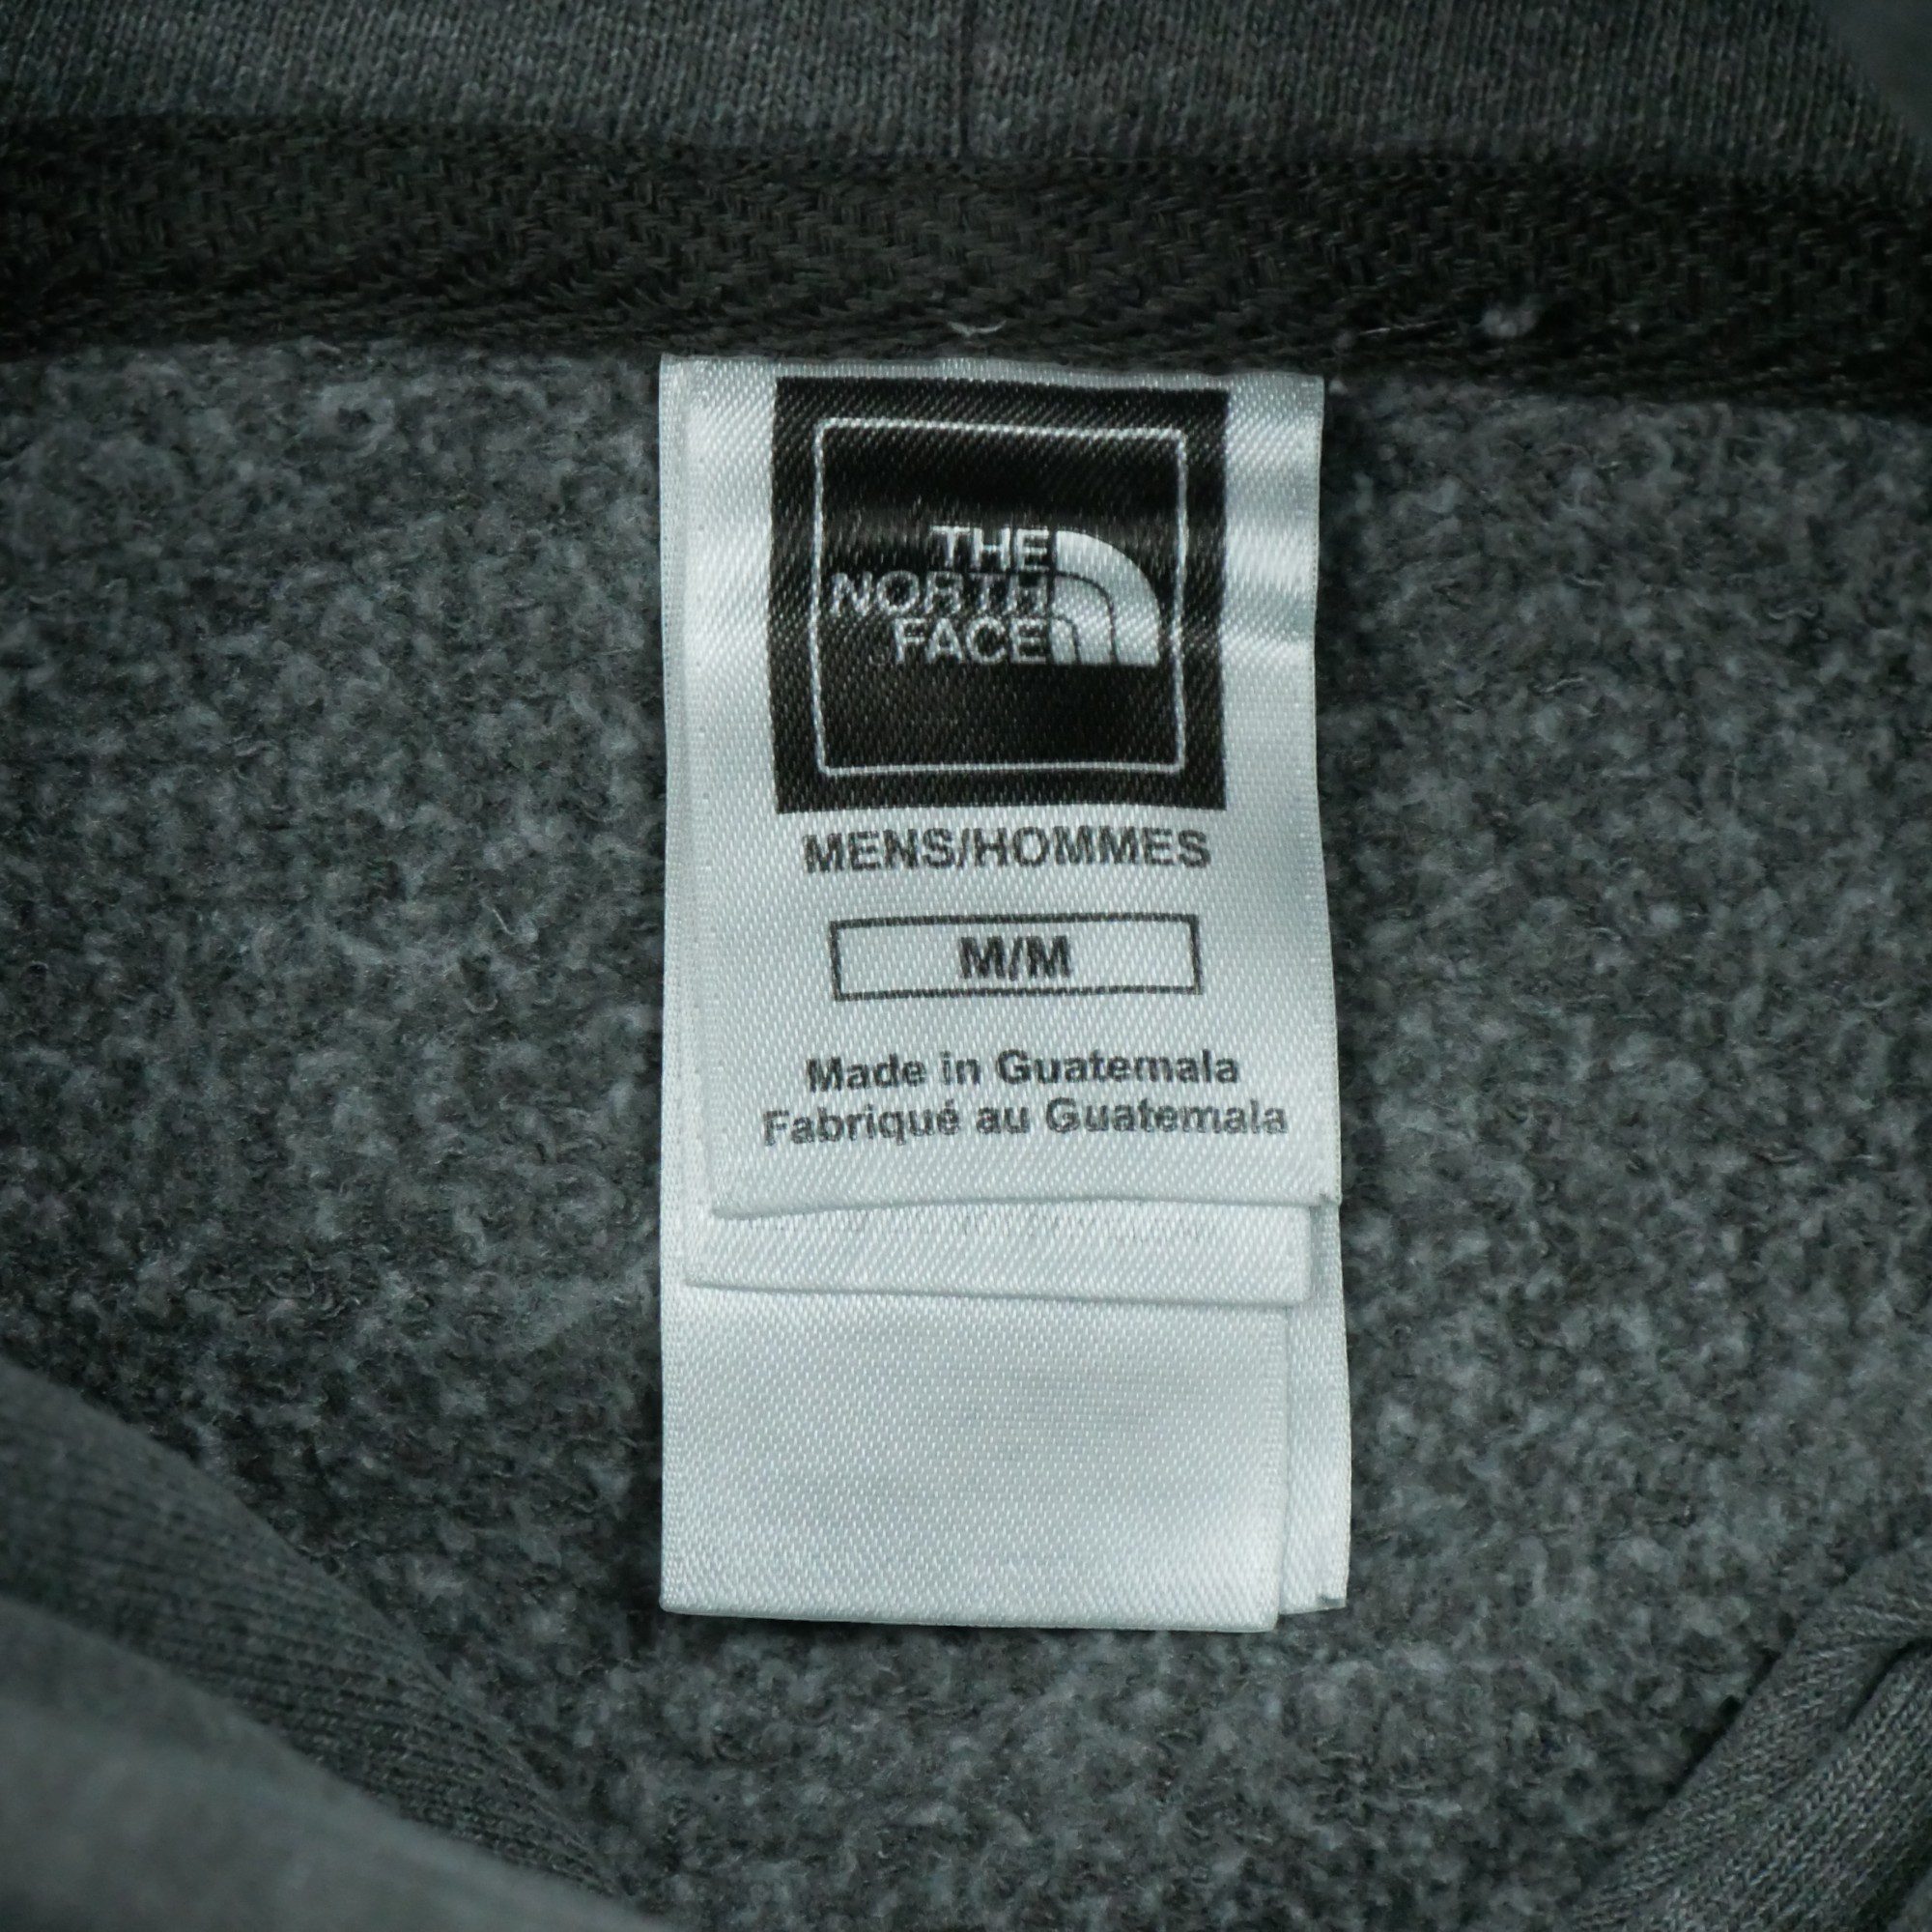 THE
NORTH
FACE
MENS/HOMMES
M/M
Made in Guatemala
Fabriqué au Guatemala